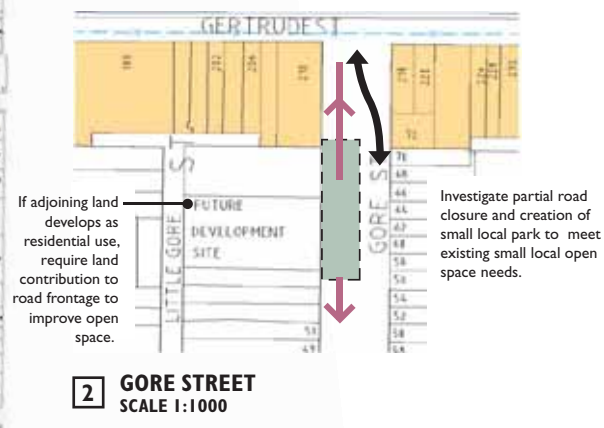 GERTRUDEST
If adjoining land
develops as
residential use,
require land
contribution to
road frontage to
improve open
space.
LITTLE GORE ST
FUTURE
DEVELOPMENT
SITE
GORE ST
Investigate partial road
closure and creation of
small local park to meet
existing small local open
space needs.
2 GORE STREET
SCALE 1:1000